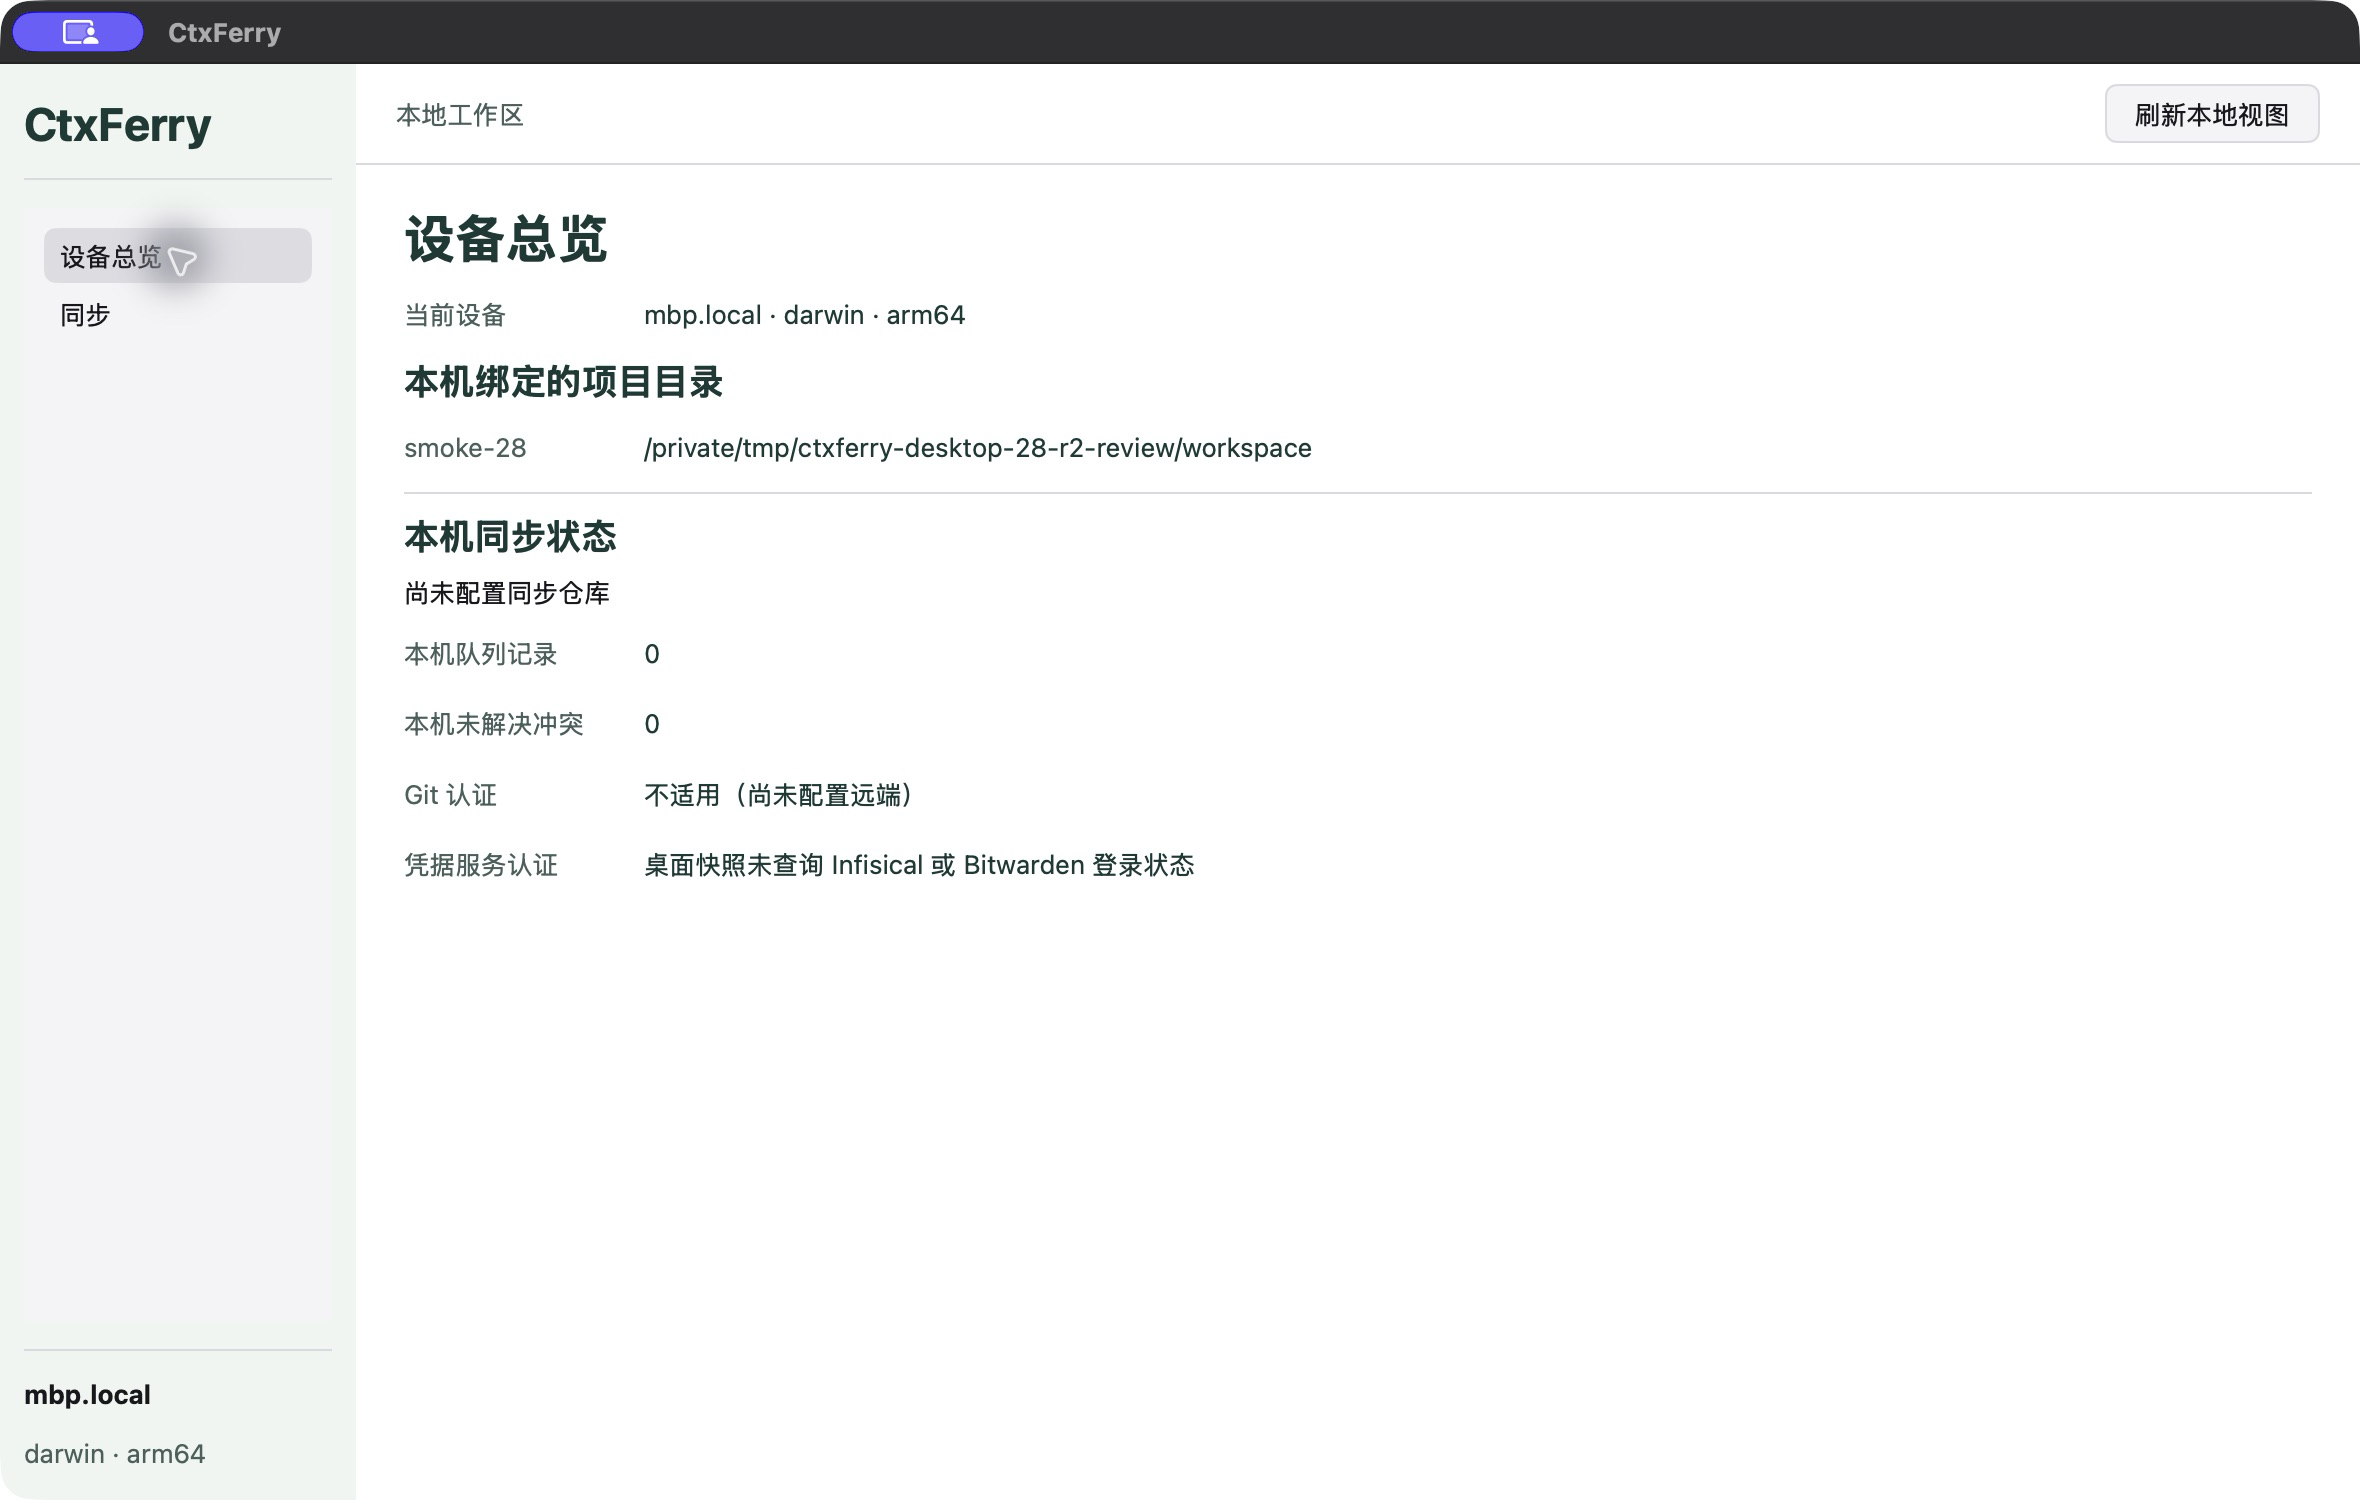 CtxFerry
CtxFerry
设备总览
同步
mbp.local
darwin · arm64
本地工作区
刷新本地视图
设备总览
当前设备 mbp.local · darwin · arm64
本机绑定的项目目录
smoke-28 /private/tmp/ctxferry-desktop-28-r2-review/workspace
本机同步状态
尚未配置同步仓库
本机队列记录 0
本机未解决冲突 0
Git 认证 不适用（尚未配置远端）
凭据服务认证 桌面快照未查询 Infisical 或 Bitwarden 登录状态